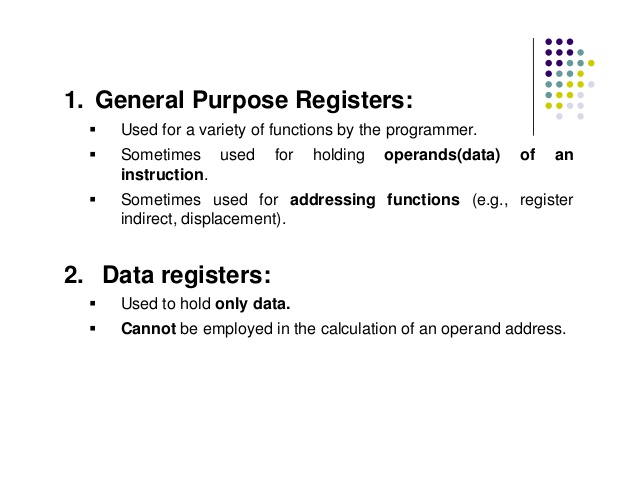 1. General Purpose Registers:
▪ Used for a variety of functions by the programmer.
▪ Sometimes used for holding operands(data) of an
instruction.
▪ Sometimes used for addressing functions (e.g., register
indirect, displacement).
2. Data registers:
▪ Used to hold only data.
▪ Cannot be employed in the calculation of an operand address.